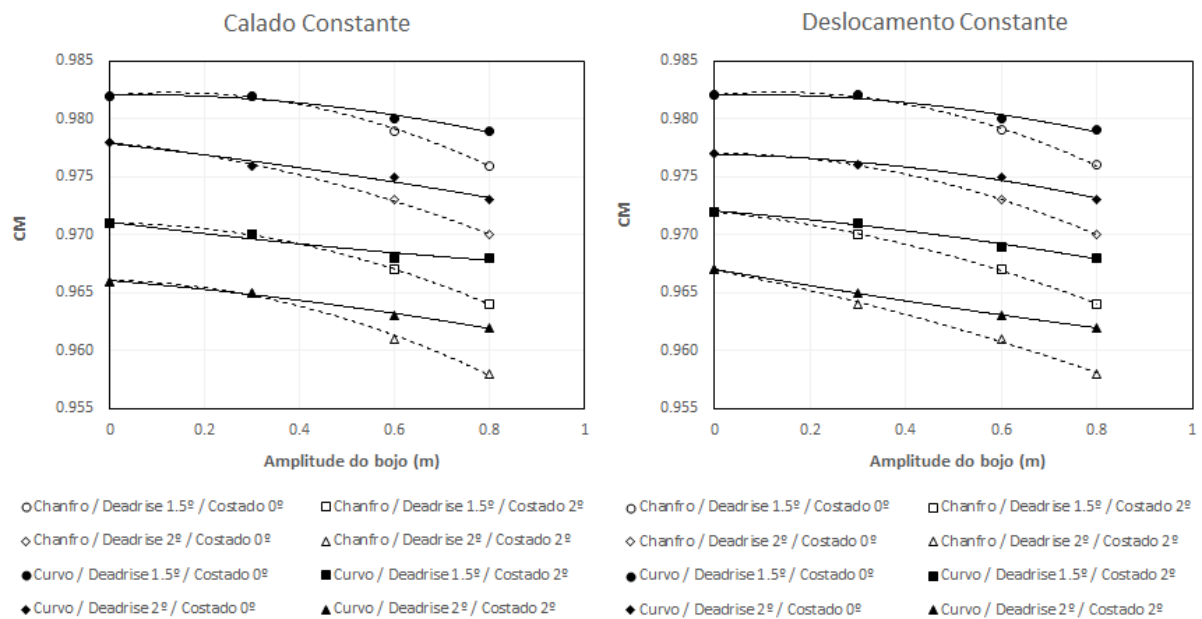 Calado Constante
0.985
0.980
0.975
0.970
0.965
0.960
0.955
CM
0
0.2
0.4
0.6
0.8
1
Amplitude do bojo (m)
Chanfro / Deadrise 1.5º / Costado 0º
Chanfro / Deadrise 1.5º / Costado 2º
Chanfro / Deadrise 2º / Costado 0º
Chanfro / Deadrise 2º / Costado 2º
Curvo / Deadrise 1.5º / Costado 0º
Curvo / Deadrise 1.5º / Costado 2º
Curvo / Deadrise 2º / Costado 0º
Curvo / Deadrise 2º / Costado 2º
Deslocamento Constante
0.985
0.980
0.975
0.970
0.965
0.960
0.955
CM
0
0.2
0.4
0.6
0.8
1
Amplitude do bojo (m)
Chanfro / Deadrise 1.5º / Costado 0º
Chanfro / Deadrise 1.5º / Costado 2º
Chanfro / Deadrise 2º / Costado 0º
Chanfro / Deadrise 2º / Costado 2º
Curvo / Deadrise 1.5º / Costado 0º
Curvo / Deadrise 1.5º / Costado 2º
Curvo / Deadrise 2º / Costado 0º
Curvo / Deadrise 2º / Costado 2º